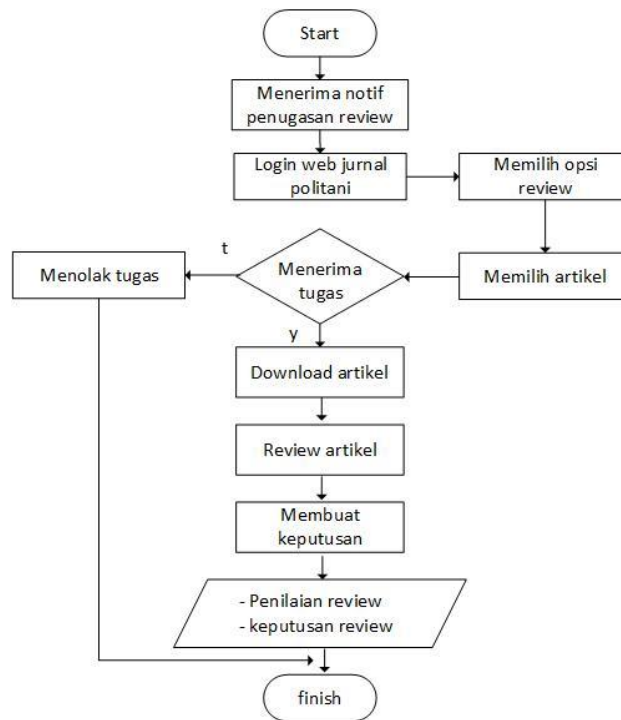 Start
Menerima notif
penugasan review
Login web jurnal
politani
Memilih opsi
review
Memilih artikel
Menerima
tugas
t
Menolak tugas
y
Download artikel
Review artikel
Membuat
keputusan
- Penilaian review
- keputusan review
finish